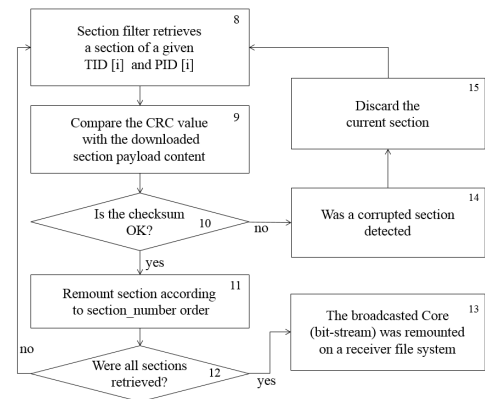 8
Section filter retrieves
a section of a given
TID [i] and PID [i]
9
Compare the CRC value
with the downloaded
section payload content
15
Discard the
current section
Is the checksum
OK?
10
no
14
Was a corrupted section
detected
yes
11
Remount section according
to section_number order
13
The broadcasted Core
(bit-stream) was remounted
on a receiver file system
no
Were all sections
retrieved?
12
yes